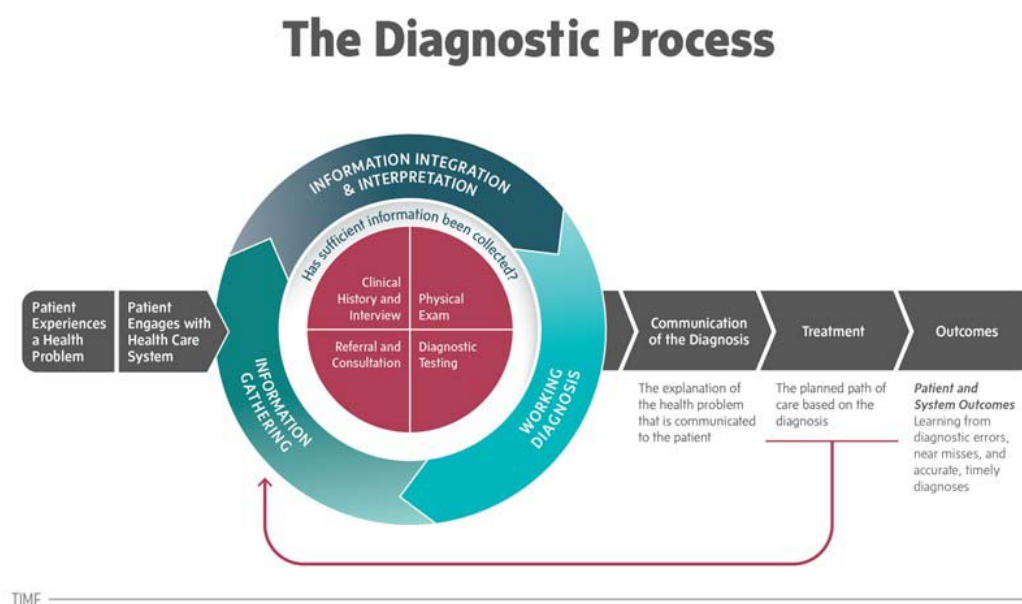 The Diagnostic Process
Patient
Experiences
a Health
Problem
Patient
Engages with
Health Care
System
INFORMATION INTEGRATION
& INTERPRETATION
Has sufficient information been collected?
Clinical
History and
Interview
Physical
Exam
Referral and
Consultation
Diagnostic
Testing
INFORMATION
GATHERING
WORKING
DIAGNOSIS
Communication
of the Diagnosis
The explanation of
the health problem
that is communicated
to the patient
Treatment
The planned path of
care based on the
diagnosis
Outcomes
Patient and
System Outcomes
Learning from
diagnostic errors,
near misses, and
accurate, timely
diagnoses
TIME